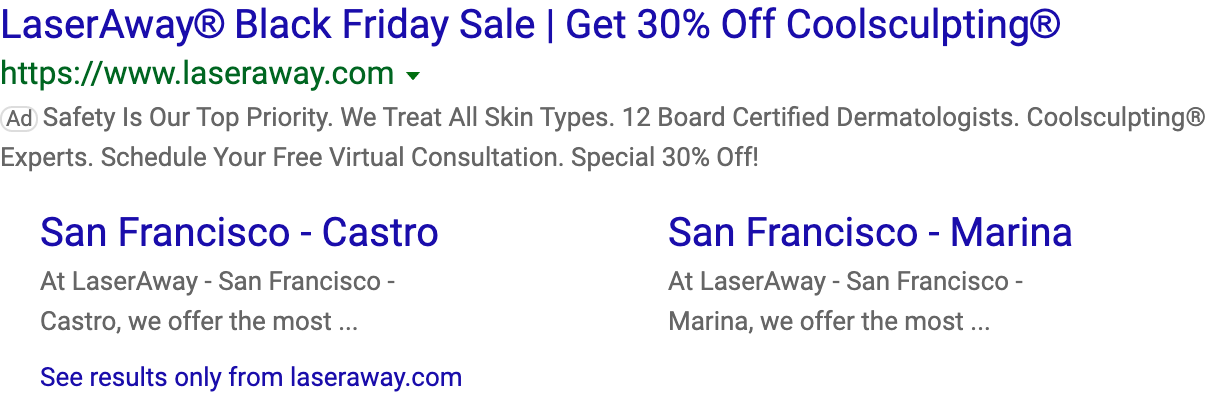 LaserAway® Black Friday Sale | Get 30% Off Coolsculpting®
https://www.laseraway.com
Ad Safety Is Our Top Priority. We Treat All Skin Types. 12 Board Certified Dermatologists. Coolsculpting®
Experts. Schedule Your Free Virtual Consultation. Special 30% Off!
San Francisco - Castro
At LaserAway - San Francisco -
Castro, we offer the most ...
San Francisco - Marina
At LaserAway - San Francisco -
Marina, we offer the most ...
See results only from laseraway.com